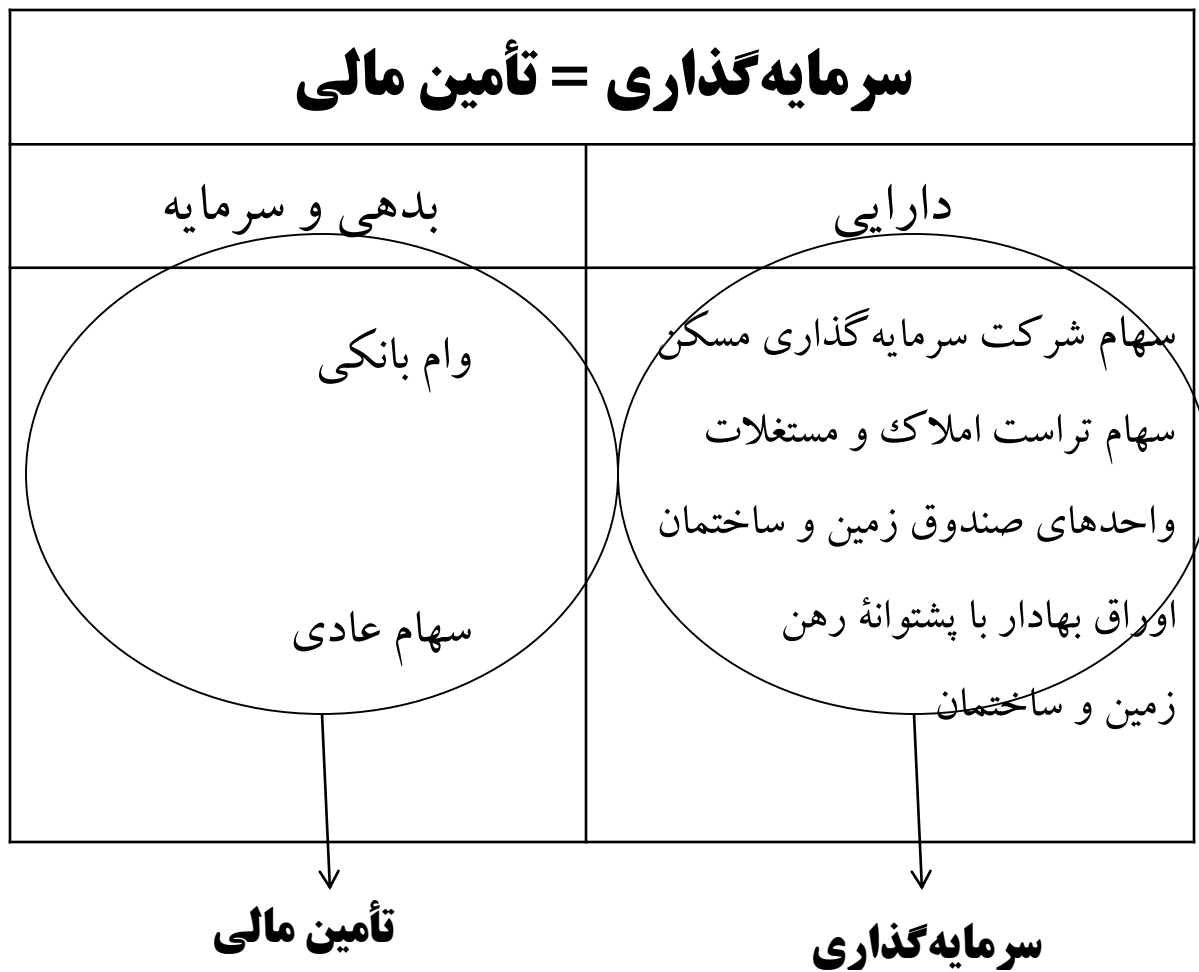 سرمایه‌گذاری = تأمین مالی
دارایی
بدهی و سرمایه
سهام شرکت سرمایه‌گذاری مسکن
سهام تراست املاک و مستغلات
واحدهای صندوق زمین و ساختمان
اوراق بهادار با پشتوانهٔ رهن
زمین و ساختمان
وام بانکی
سهام عادی
سرمایه‌گذاری
تأمین مالی